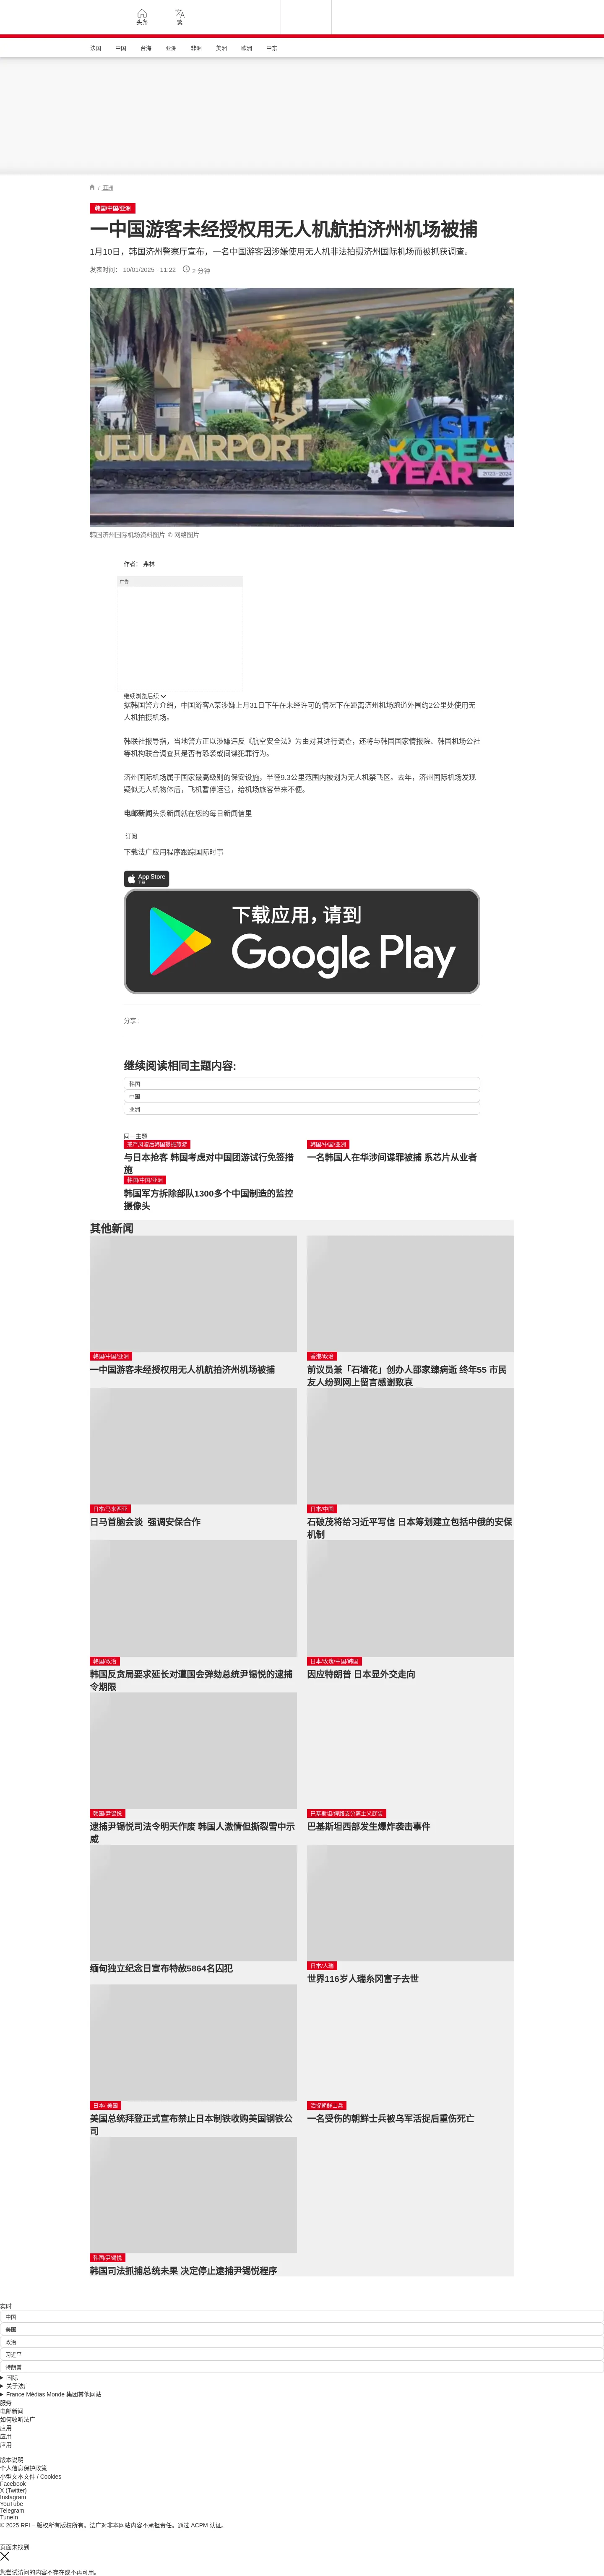 头条
繁
法国 中国 台海 亚洲 非洲 美洲 欧洲 中东
/ 亚洲
韩国/中国/亚洲
一中国游客未经授权用无人机航拍济州机场被捕
1月10日，韩国济州警察厅宣布，一名中国游客因涉嫌使用无人机非法拍摄济州国际机场而被抓获调查。
发表时间： 10/01/2025 - 11:22 2 分钟
JEJU AIRPORT
VISIT
KOREA
YEAR
2023-2024
韩国济州国际机场资料图片 © 网络图片
作者： 弗林
广告
继续浏览后续
据韩国警方介绍，中国游客A某涉嫌上月31日下午在未经许可的情况下在距离济州机场跑道外围约2公里处使用无
人机拍摄机场。
韩联社报导指，当地警方正以涉嫌违反《航空安全法》为由对其进行调查，还将与韩国国家情报院、韩国机场公社
等机构联合调查其是否有恐袭或间谍犯罪行为。
济州国际机场属于国家最高级别的保安设施，半径9.3公里范围内被划为无人机禁飞区。去年，济州国际机场发现
疑似无人机物体后，飞机暂停运营，给机场旅客带来不便。
电邮新闻头条新闻就在您的每日新闻信里
订阅
下载法广应用程序跟踪国际时事
App Store
下载
下载应用，请到
Google Play
分享 :
继续阅读相同主题内容:
韩国
中国
亚洲
同一主题
戒严风波后韩国提振旅游
与日本抢客 韩国考虑对中国团游试行免签措
施
韩国/中国/亚洲
一名韩国人在华涉间谍罪被捕 系芯片从业者
韩国/中国/亚洲
韩国军方拆除部队1300多个中国制造的监控
摄像头
其他新闻
韩国/中国/亚洲
一中国游客未经授权用无人机航拍济州机场被捕
香港/政治
前议员兼「石墙花」创办人邵家臻病逝 终年55 市民
友人纷到网上留言感谢致哀
日本/马来西亚
日马首脑会谈 强调安保合作
日本/中国
石破茂将给习近平写信 日本筹划建立包括中俄的安保
机制
韩国/政治
韩国反贪局要求延长对遭国会弹劾总统尹锡悦的逮捕
令期限
日本/玫瑰/中国/韩国
因应特朗普 日本显外交走向
韩国/尹锡悦
逮捕尹锡悦司法令明天作废 韩国人激情但撕裂雪中示
威
巴基斯坦/俾路支分离主义武装
巴基斯坦西部发生爆炸袭击事件
缅甸独立纪念日宣布特赦5864名囚犯
日本/人瑞
世界116岁人瑞糸冈富子去世
日本/ 美国
美国总统拜登正式宣布禁止日本制铁收购美国钢铁公
司
活捉朝鲜士兵
一名受伤的朝鲜士兵被乌军活捉后重伤死亡
韩国/尹锡悦
韩国司法抓捕总统未果 决定停止逮捕尹锡悦程序
实时
中国
美国
政治
习近平
特朗普
国际
关于法广
France Médias Monde 集团其他网站
服务
电邮新闻
如何收听法广
应用
应用
应用
版本说明
个人信息保护政策
小型文本文件 / Cookies
Facebook
X (Twitter)
Instagram
YouTube
Telegram
TuneIn
© 2025 RFI – 版权所有版权所有。法广对非本网站内容不承担责任。通过 ACPM 认证。
页面未找到
您尝试访问的内容不存在或不再可用。